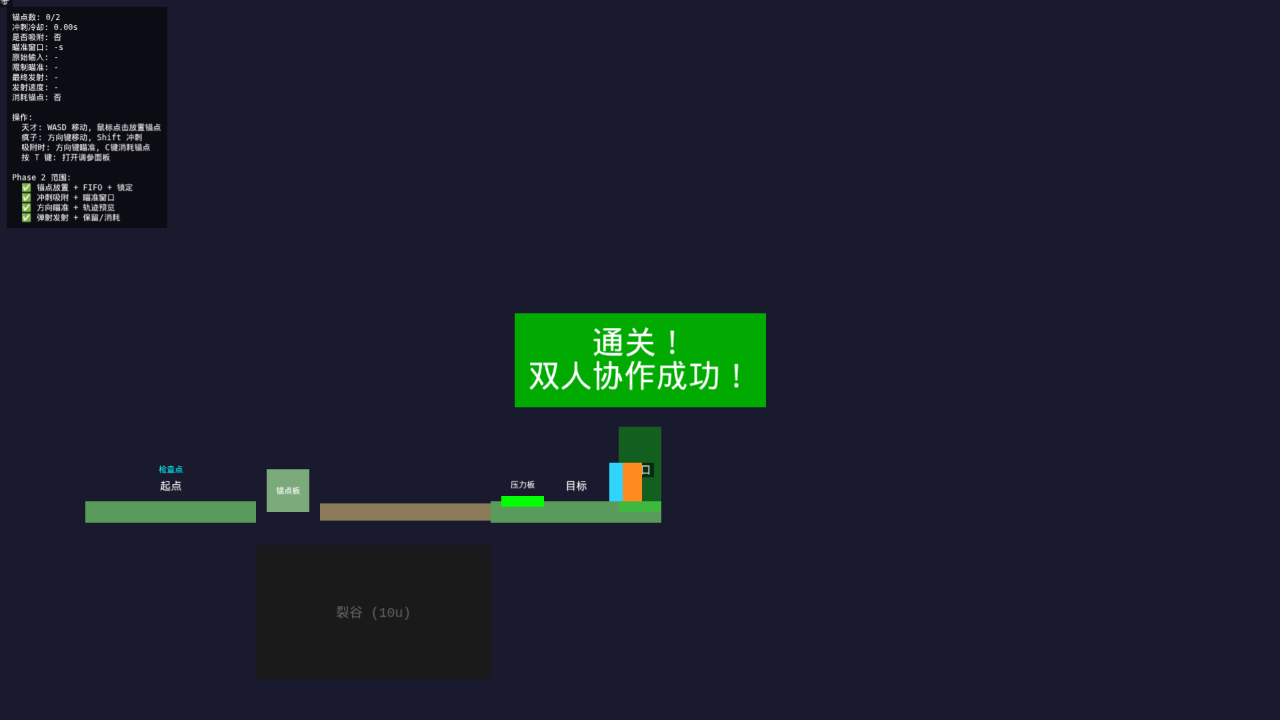 锚点数: 0/2
冲刺冷却: 0.00s
是否吸附: 否
瞄准窗口: -s
原始输入: -
限制瞄准: -
最终发射: -
发射速度: -
消耗锚点: 否
操作:
天才: WASD 移动, 鼠标点击放置锚点
疯子: 方向键移动, Shift 冲刺
吸附时: 方向键瞄准, C键消耗锚点
按 T 键: 打开调参面板
Phase 2 范围:
✅ 锚点放置 + FIFO + 锁定
✅ 冲刺吸附 + 瞄准窗口
✅ 方向瞄准 + 轨迹预览
✅ 弹射发射 + 保留/消耗
通关！
双人协作成功！
检查点
起点
锚点板
压力板
目标
口
裂谷 (10u)